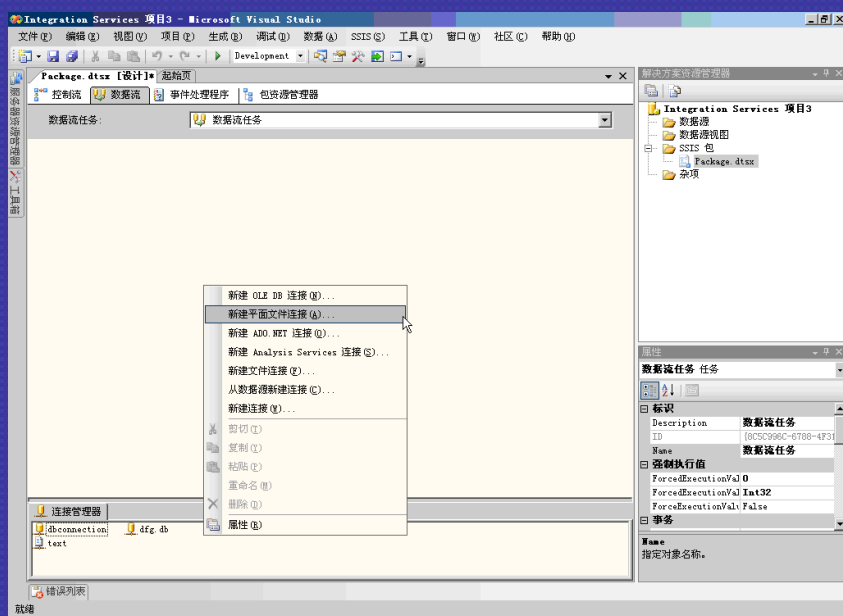 Integration Services 项目3 - Microsoft Visual Studio
文件(F) 编辑(E) 视图(V) 项目(P) 生成(B) 调试(D) 数据(A) SSIS(S) 工具(T) 窗口(W) 社区(C) 帮助(H)
Development
Package.dtsx [设计]* 起始页
控制流 数据流 事件处理程序 包资源管理器
数据流任务: 数据流任务
服务器资源管理器
工具箱
新建 OLE DB 连接(N)...
新建平面文件连接(A)...
新建 ADO.NET 连接(O)...
新建 Analysis Services 连接(S)...
新建文件连接(F)...
从数据源新建连接(C)...
新建连接(W)...
剪切(T)
复制(Y)
粘贴(P)
重命名(M)
删除(D)
属性(R)
连接管理器
dbconnection dfg.db
text
错误列表
就绪
解决方案资源管理器
Integration Services 项目3
数据源
数据源视图
SSIS 包
Package.dtsx
杂项
属性
数据流任务 任务
标识
Description 数据流任务
ID {8C5C996C-6788-4F31
Name 数据流任务
强制执行值
ForcedExecutionVal 0
ForcedExecutionVal Int32
ForceExecutionValu False
事务
Name
指定对象名称。